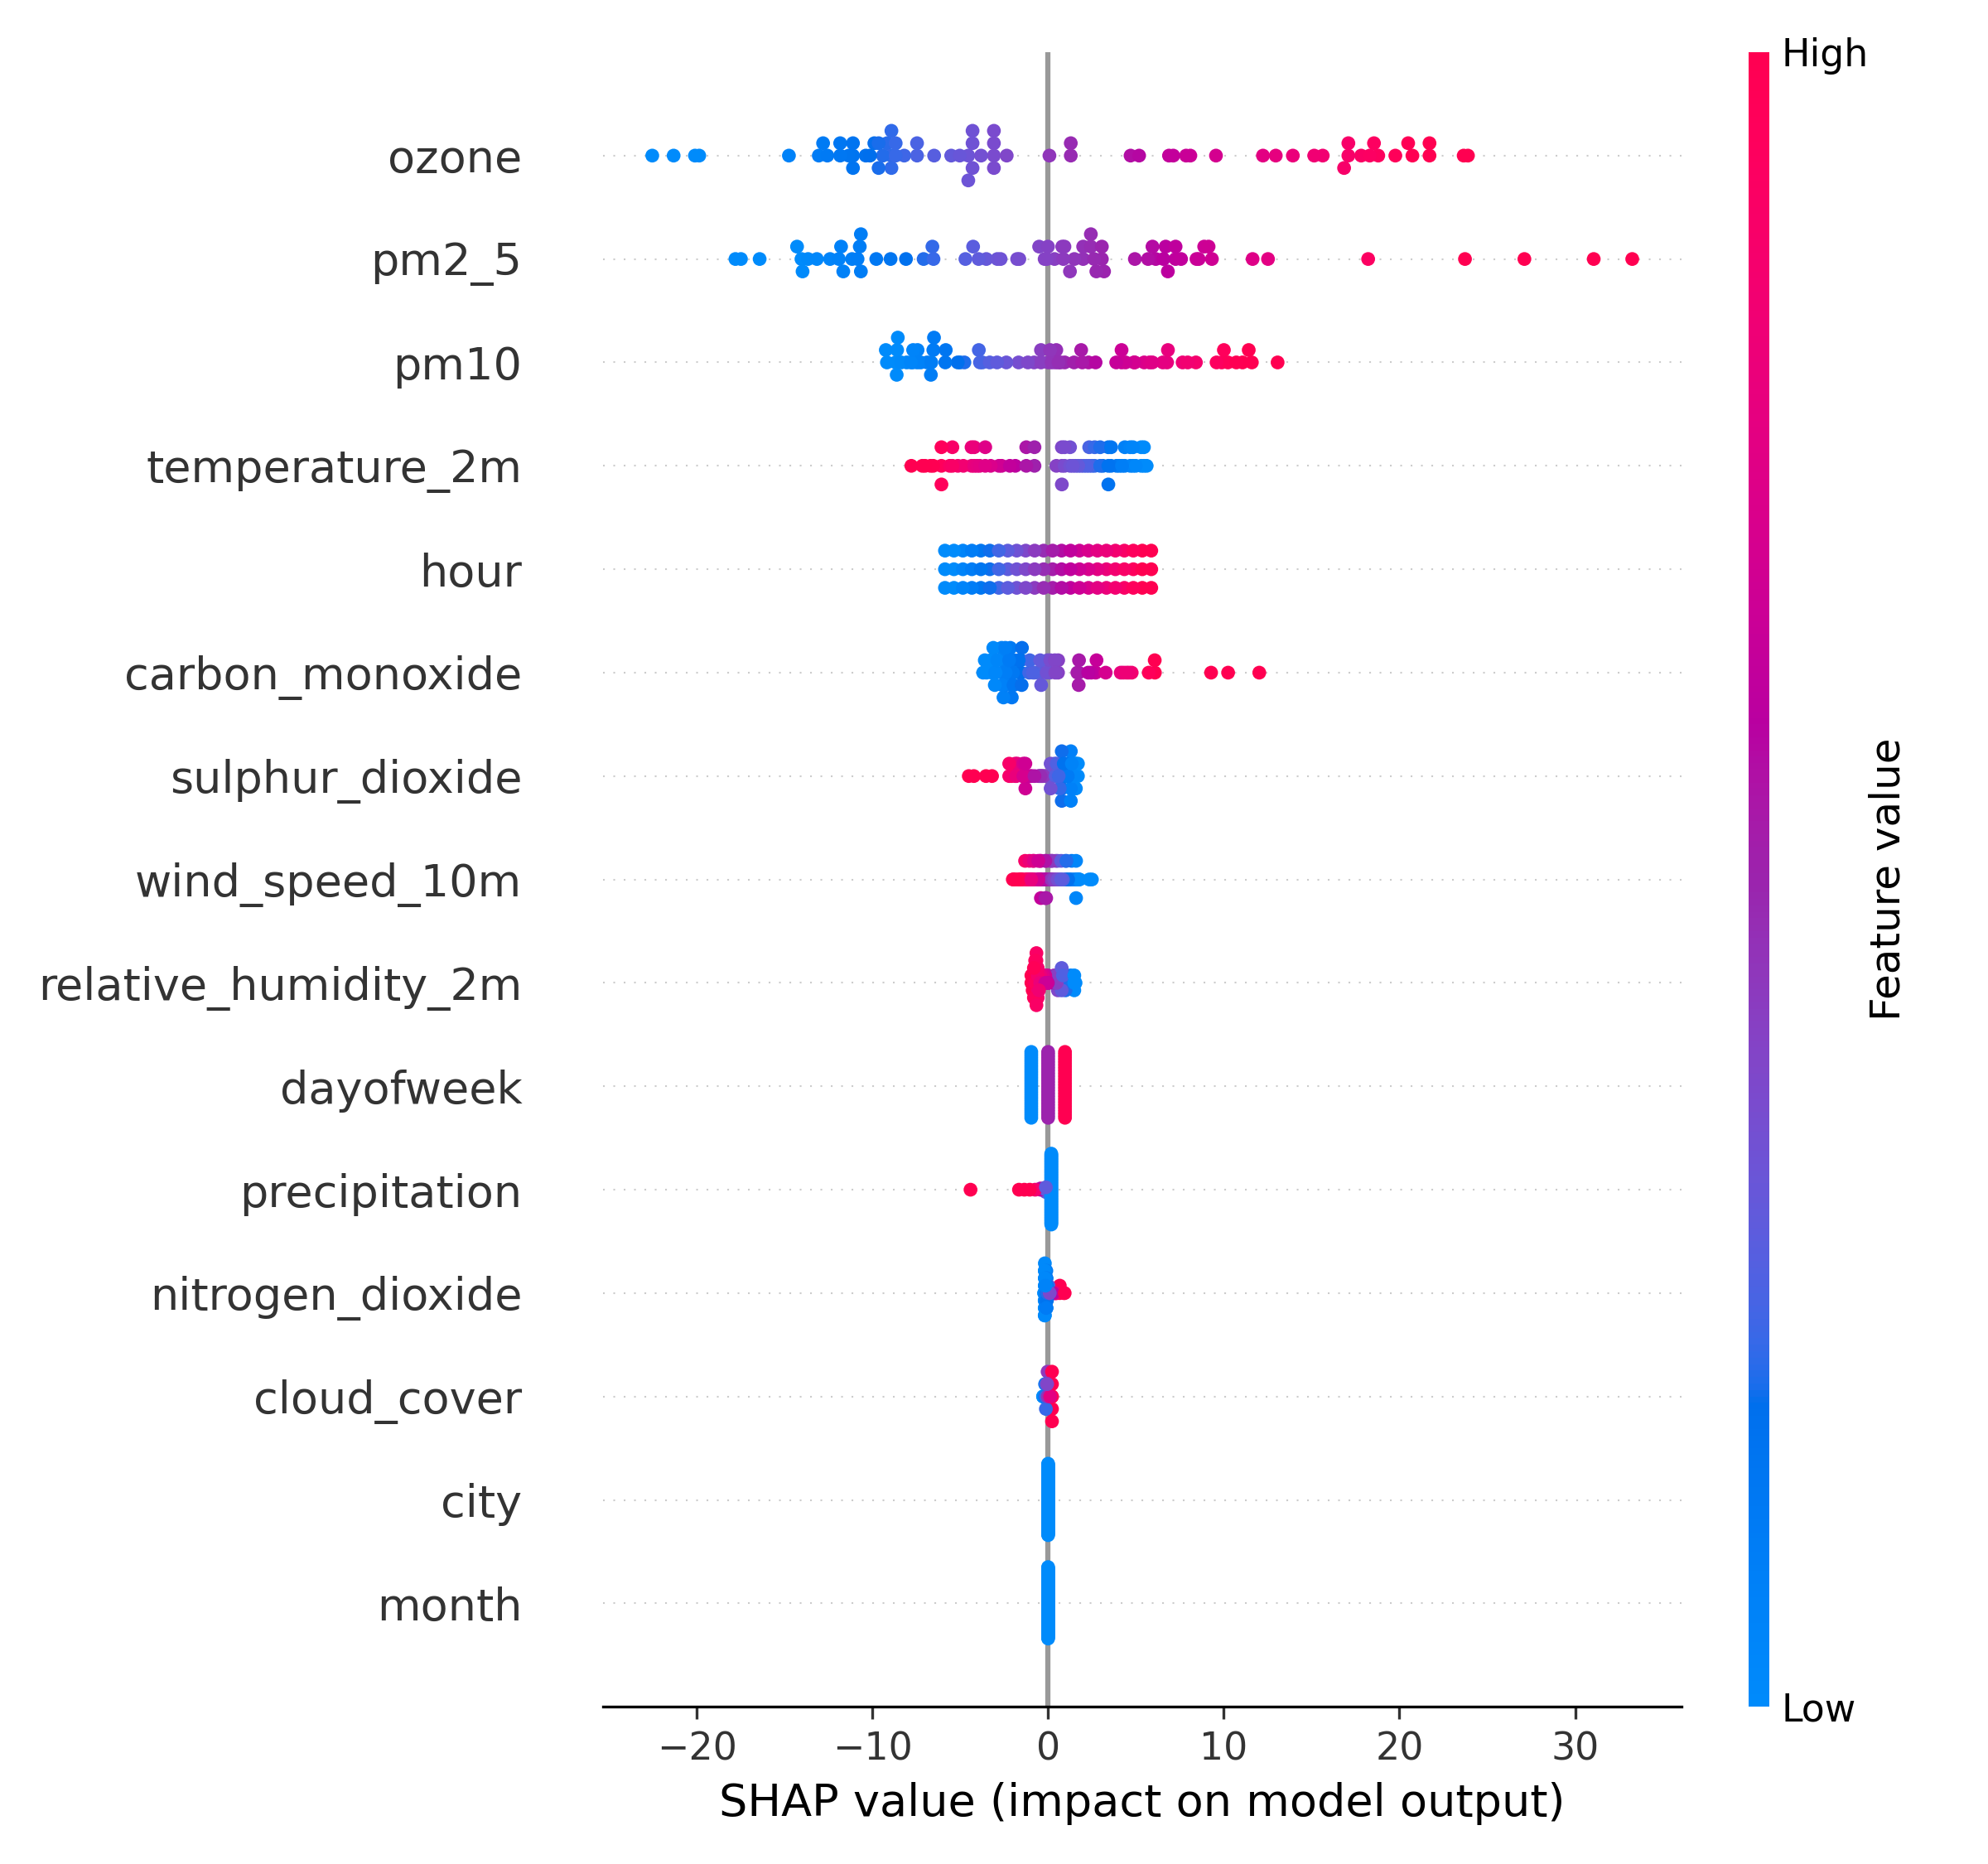 High
ozone
pm2_5
pm10
temperature_2m
hour
carbon_monoxide
sulphur_dioxide
wind_speed_10m
relative_humidity_2m
dayofweek
precipitation
nitrogen_dioxide
cloud_cover
city
month
Feature value
Low
−20 −10 0 10 20 30
SHAP value (impact on model output)